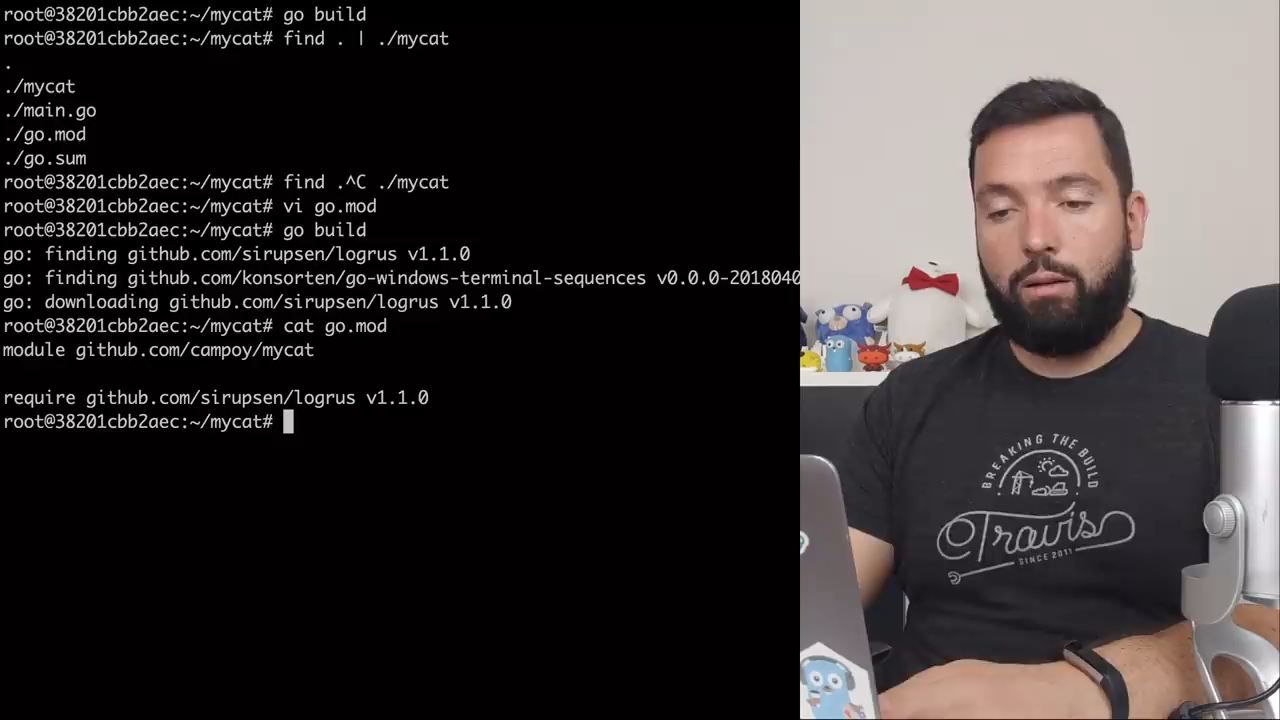 root@38201cbb2aec:~/mycat# go build
root@38201cbb2aec:~/mycat# find . | ./mycat
.
./mycat
./main.go
./go.mod
./go.sum
root@38201cbb2aec:~/mycat# find .^C ./mycat
root@38201cbb2aec:~/mycat# vi go.mod
root@38201cbb2aec:~/mycat# go build
go: finding github.com/sirupsen/logrus v1.1.0
go: finding github.com/konsorten/go-windows-terminal-sequences v0.0.0-2018040
go: downloading github.com/sirupsen/logrus v1.1.0
root@38201cbb2aec:~/mycat# cat go.mod
module github.com/campoy/mycat
require github.com/sirupsen/logrus v1.1.0
root@38201cbb2aec:~/mycat#
BREAKING THE BUILD
Travis
SINCE 2011